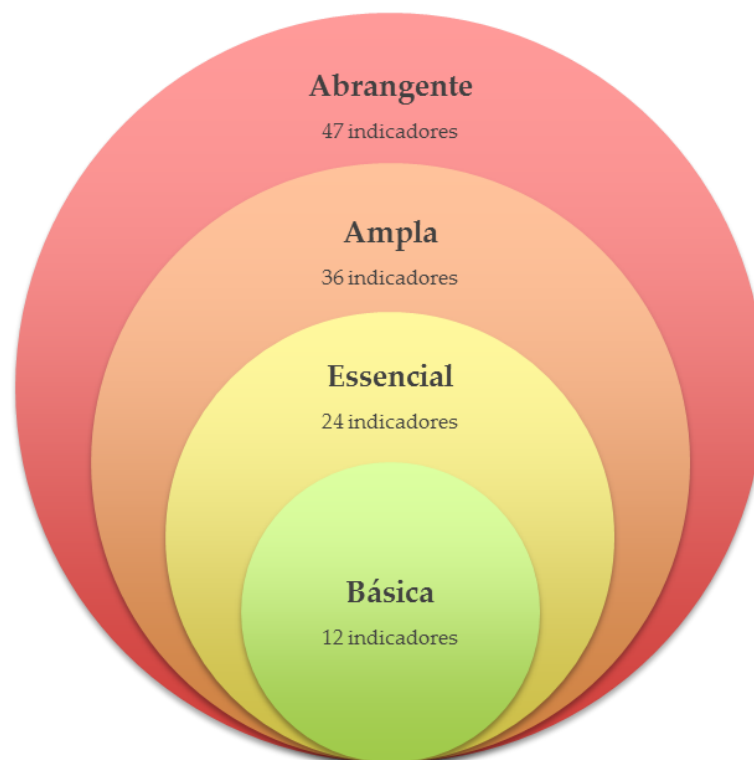 Abrangente
47 indicadores
Ampla
36 indicadores
Essencial
24 indicadores
Básica
12 indicadores